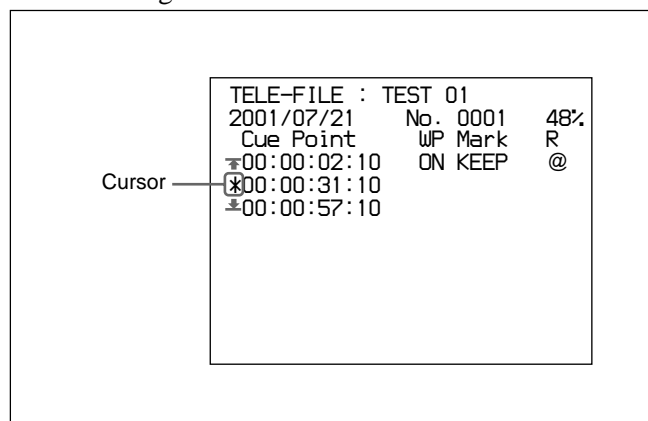 TELE-FILE : TEST 01
2001/07/21 No. 0001 48%
Cue Point WP Mark R
00:00:02:10 ON KEEP @
Cursor *00:00:31:10
00:00:57:10